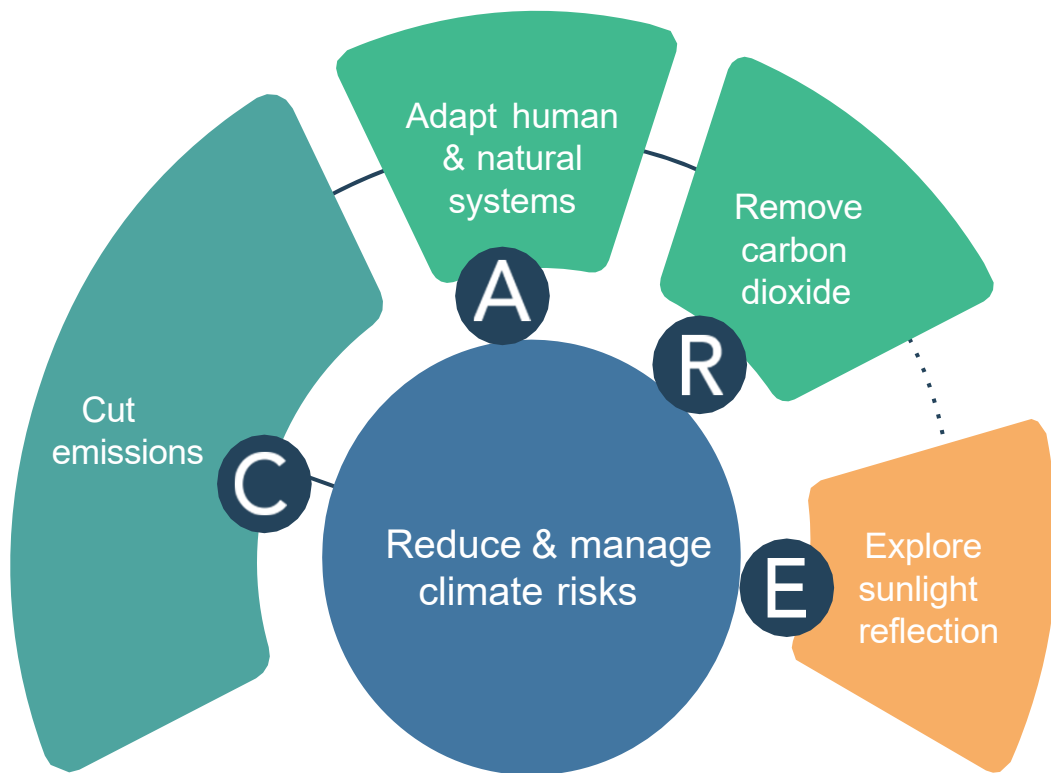 Adapt human
& natural
systems
Remove
carbon
dioxide
A
R
Cut
emissions
C
Reduce & manage
climate risks
E
Explore
sunlight
reflection